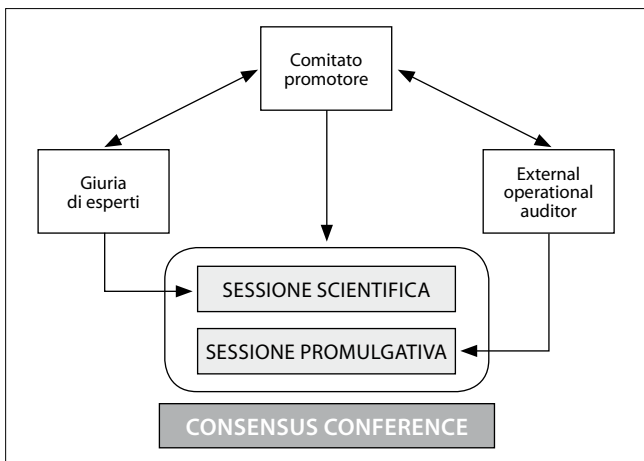 Comitato
promotore
Giuria
di esperti
External
operational
auditor
SESSIONE SCIENTIFICA
SESSIONE PROMULGATIVA
CONSENSUS CONFERENCE